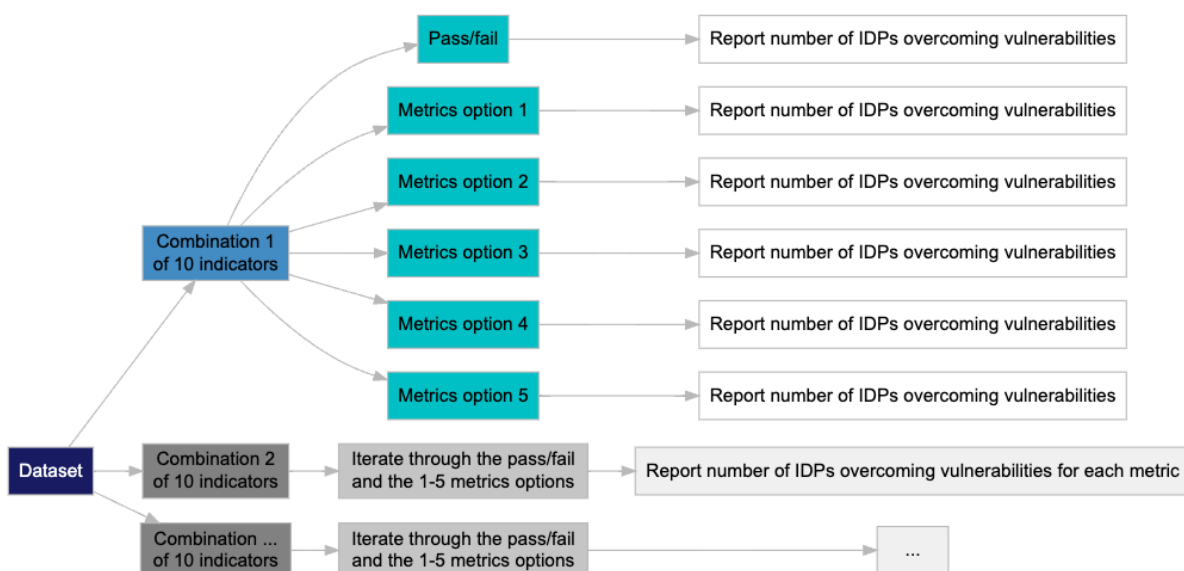 Pass/fail
Report number of IDPs overcoming vulnerabilities
Metrics option 1
Report number of IDPs overcoming vulnerabilities
Metrics option 2
Report number of IDPs overcoming vulnerabilities
Combination 1
of 10 indicators
Metrics option 3
Report number of IDPs overcoming vulnerabilities
Metrics option 4
Report number of IDPs overcoming vulnerabilities
Metrics option 5
Report number of IDPs overcoming vulnerabilities
Dataset
Combination 2
of 10 indicators
Iterate through the pass/fail
and the 1-5 metrics options
Report number of IDPs overcoming vulnerabilities for each metric
Combination ...
of 10 indicators
Iterate through the pass/fail
and the 1-5 metrics options
...